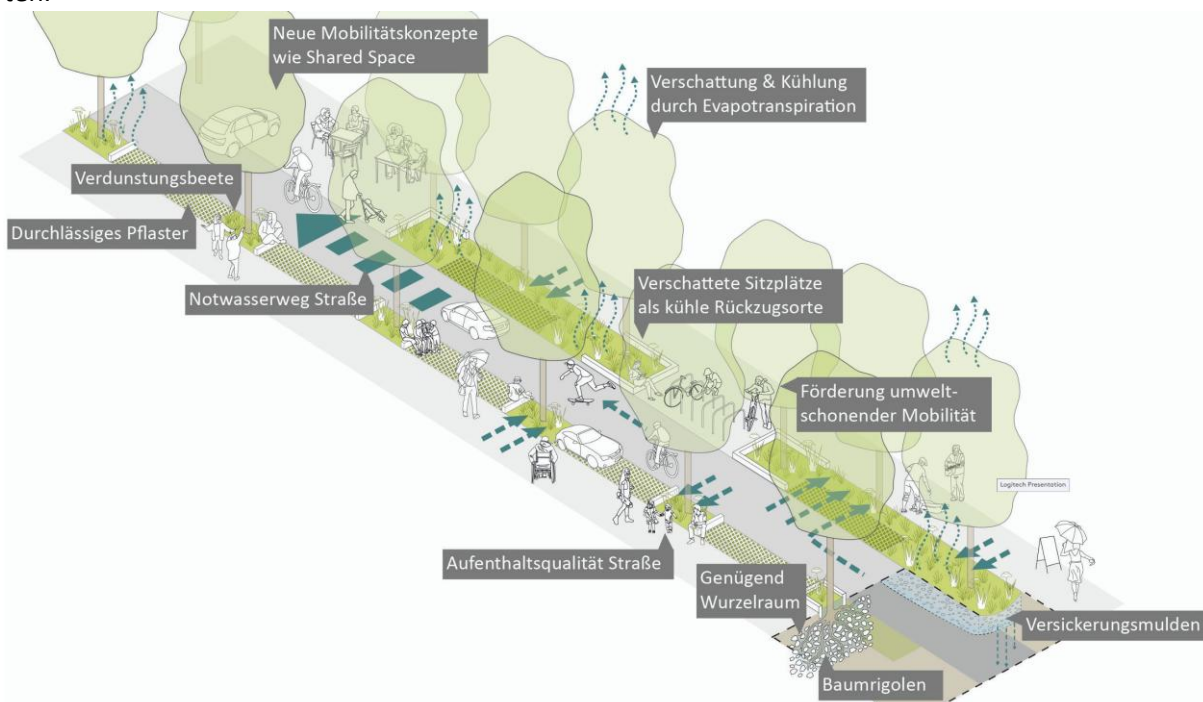 ten.
Neue Mobilitätskonzepte
wie Shared Space
Verschattung & Kühlung
durch Evapotranspiration
Verdunstungsbeete
Durchlässiges Pflaster
Notwasserweg Straße
Verschattete Sitzplätze
als kühle Rückzugsorte
Förderung umwelt-
schonender Mobilität
Logitech Presentation
Aufenthaltsqualität Straße
Genügend
Wurzelraum
Versickerungsmulden
Baumrigolen